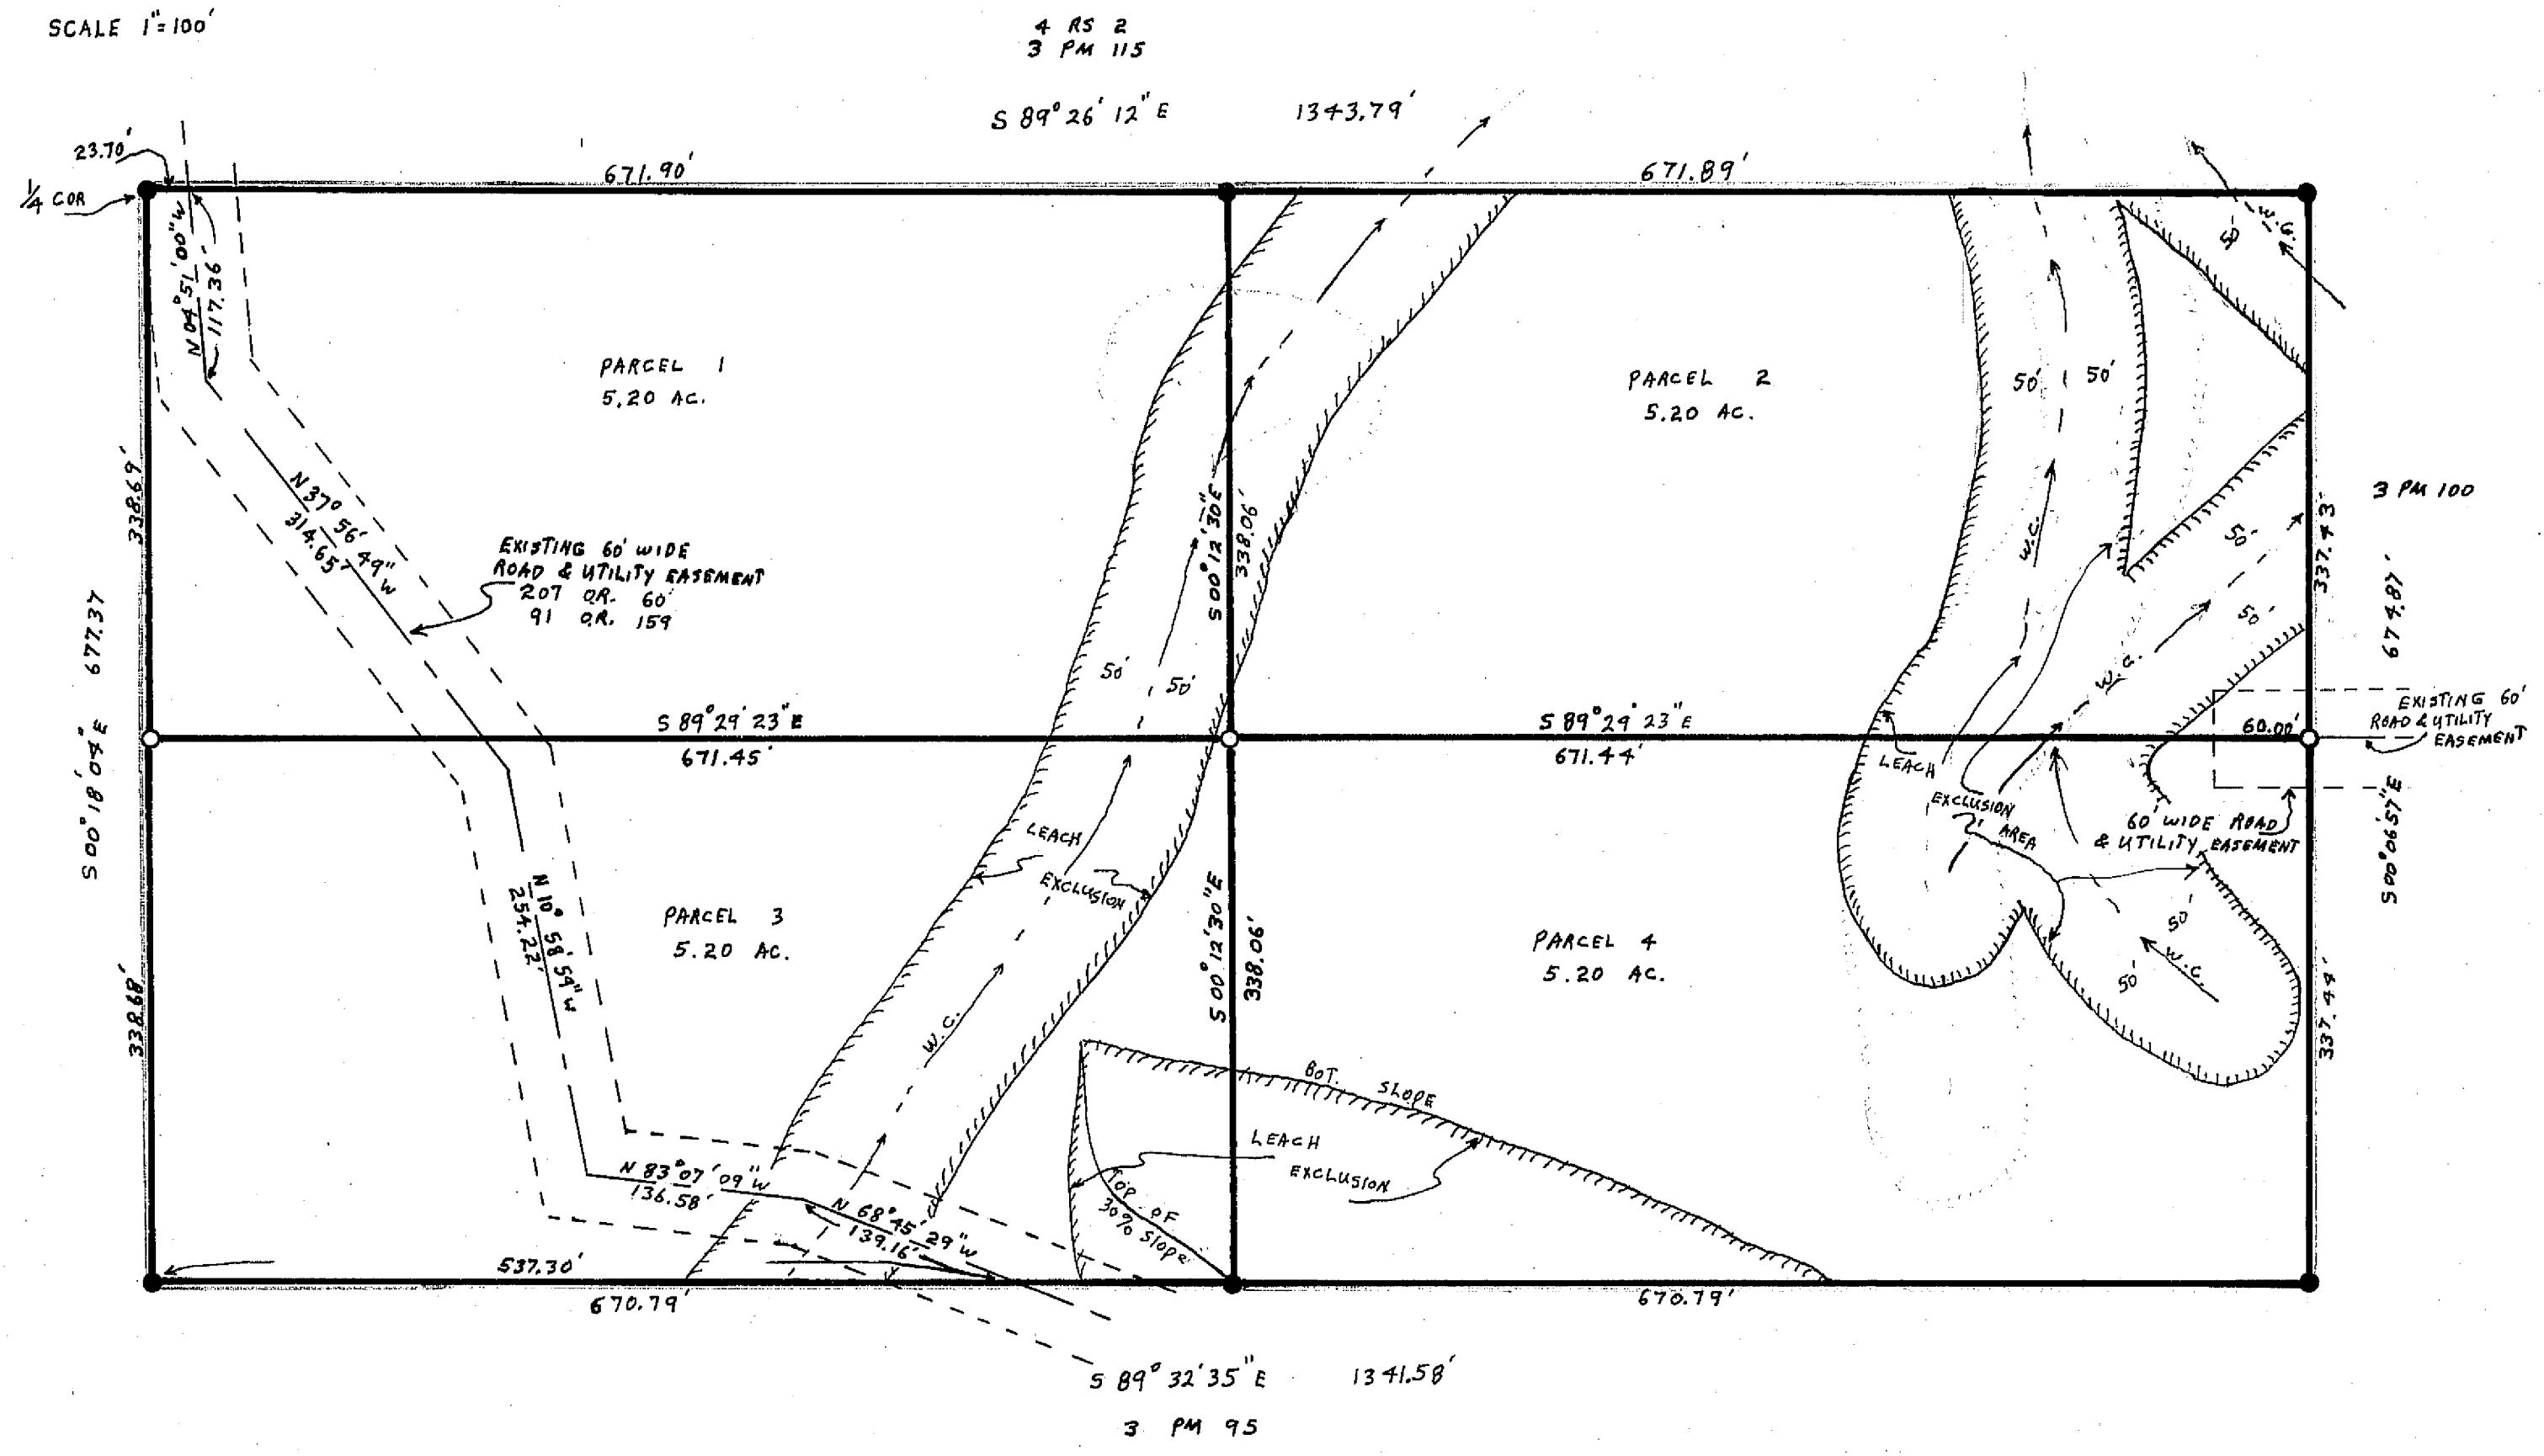 SCALE 1"=100'
4 RS 2
3 PM 115
S 89° 26' 12" E 1343.79'
23.70'
1/4 COR
671.90'
671.89'
N 04° 51' 00" W
117.36'
W.C.
50'
PARCEL 1
5.20 AC.
PARCEL 2
5.20 AC.
50' 50'
338.69'
N 37° 56' 49" W
314.65'
EXISTING 60' WIDE
ROAD & UTILITY EASEMENT
207 O.R. 60
91 O.R. 159
S 00° 12' 30" E
338.06'
W.C.
3 PM 100
337.43'
50'
50'
W.C.
S 00° 18' 04" E 677.37
674.87'
S 00° 06' 57" E
50' 50'
S 89° 29' 23" E
671.45'
S 89° 29' 23" E
671.44'
60.00'
EXISTING 60'
ROAD & UTILITY
EASEMENT
LEACH
EXCLUSION
AREA
60' WIDE ROAD
& UTILITY EASEMENT
LEACH
EXCLUSION
N 10° 58' 59" W
254.22'
PARCEL 3
5.20 AC.
S 00° 12' 30" E
338.06'
PARCEL 4
5.20 AC.
50
W.C.
50'
338.68'
337.44'
W.C.
BOT. SLOPE
LEACH
EXCLUSION
TOP OF
30% SLOPE
N 83° 07' 09" W
136.58'
N 68° 45' 29" W
139.16'
537.30'
670.79'
670.79'
S 89° 32' 35" E 1341.58'
3 PM 95